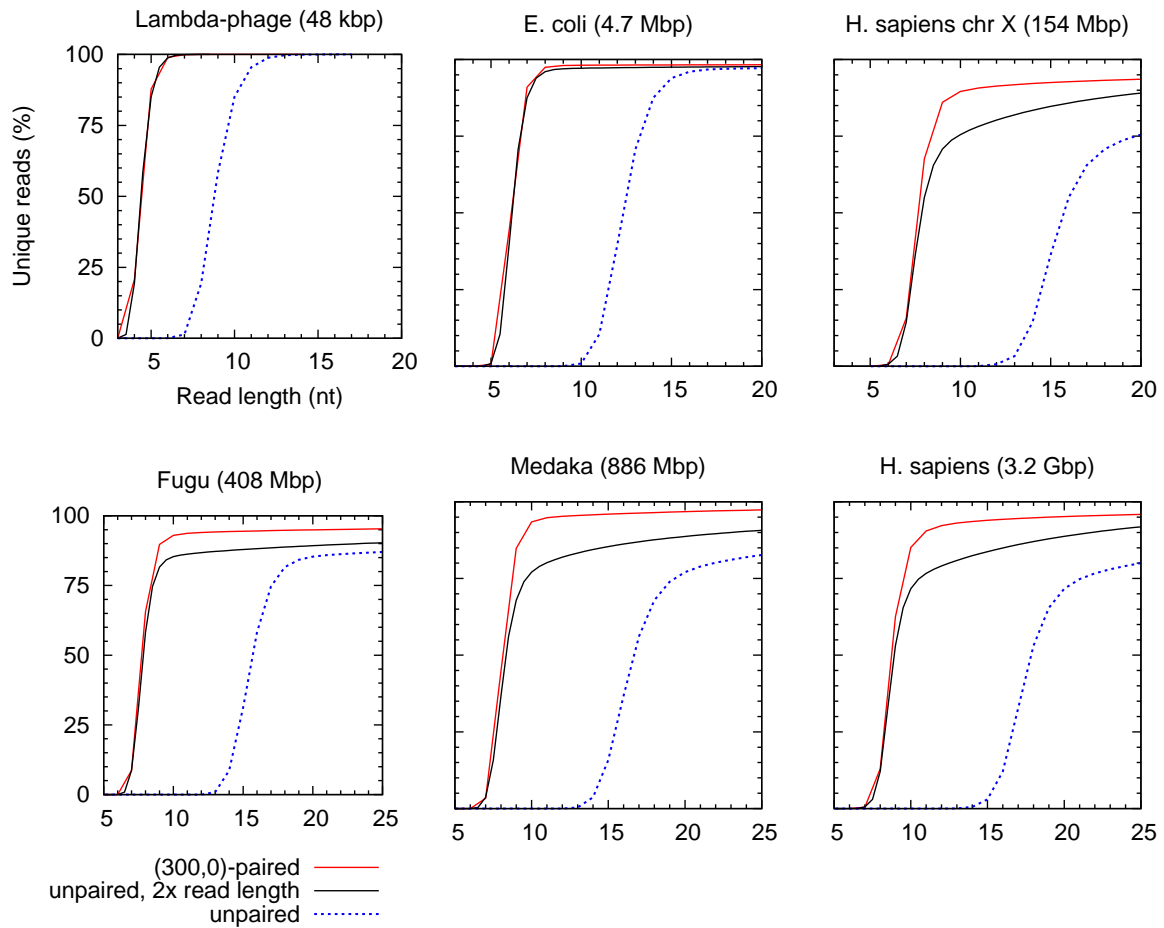 Lambda-phage (48 kbp)
E. coli (4.7 Mbp)
H. sapiens chr X (154 Mbp)
Unique reads (%)
100
75
50
25
0
5 10 15 20
5 10 15 20
5 10 15 20
Read length (nt)
Fugu (408 Mbp)
Medaka (886 Mbp)
H. sapiens (3.2 Gbp)
100
75
50
25
0
5 10 15 20 25
5 10 15 20 25
5 10 15 20 25
(300,0)-paired
unpaired, 2x read length
unpaired